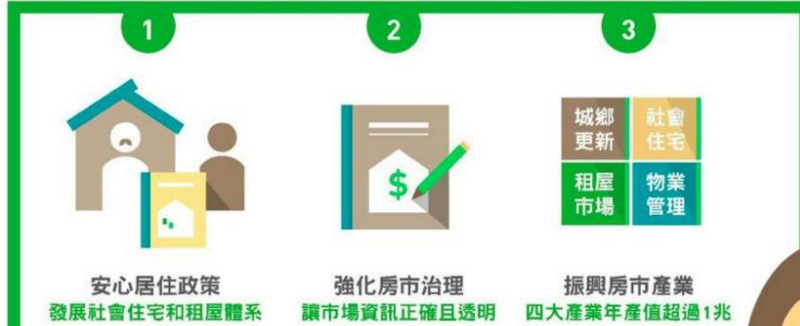 1
2
3
城鄉
更新
社會
住宅
租屋
市場
物業
管理
$
安心居住政策
發展社會住宅和租屋體系
強化房市治理
讓市場資訊正確且透明
振興房市產業
四大產業年產值超過1兆